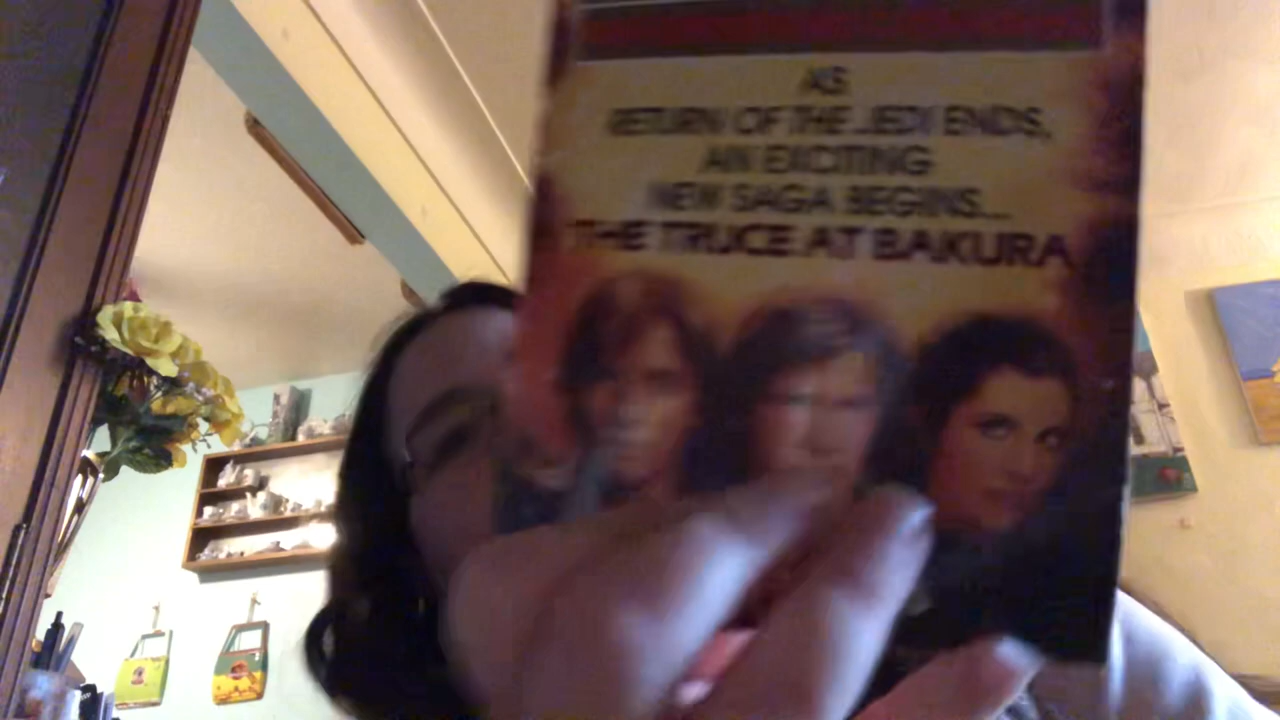 AS
RETURN OF THE JEDI ENDS,
AN EXCITING
NEW SAGA BEGINS...
THE TRUCE AT BAKURA